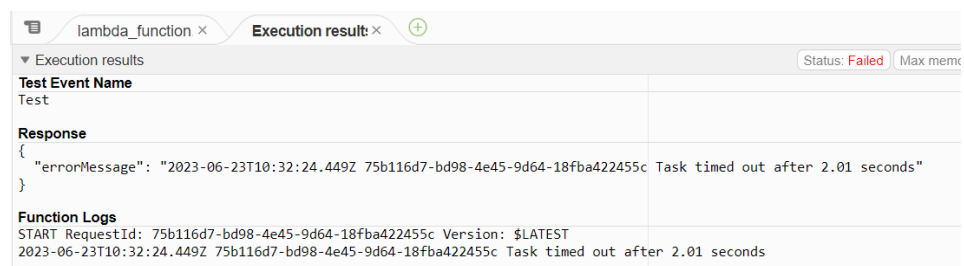 lambda_function × Execution result: ×
Execution results Status: Failed Max memo
Test Event Name
Test
Response
{
"errorMessage": "2023-06-23T10:32:24.449Z 75b116d7-bd98-4e45-9d64-18fba422455c Task timed out after 2.01 seconds"
}
Function Logs
START RequestId: 75b116d7-bd98-4e45-9d64-18fba422455c Version: $LATEST
2023-06-23T10:32:24.449Z 75b116d7-bd98-4e45-9d64-18fba422455c Task timed out after 2.01 seconds